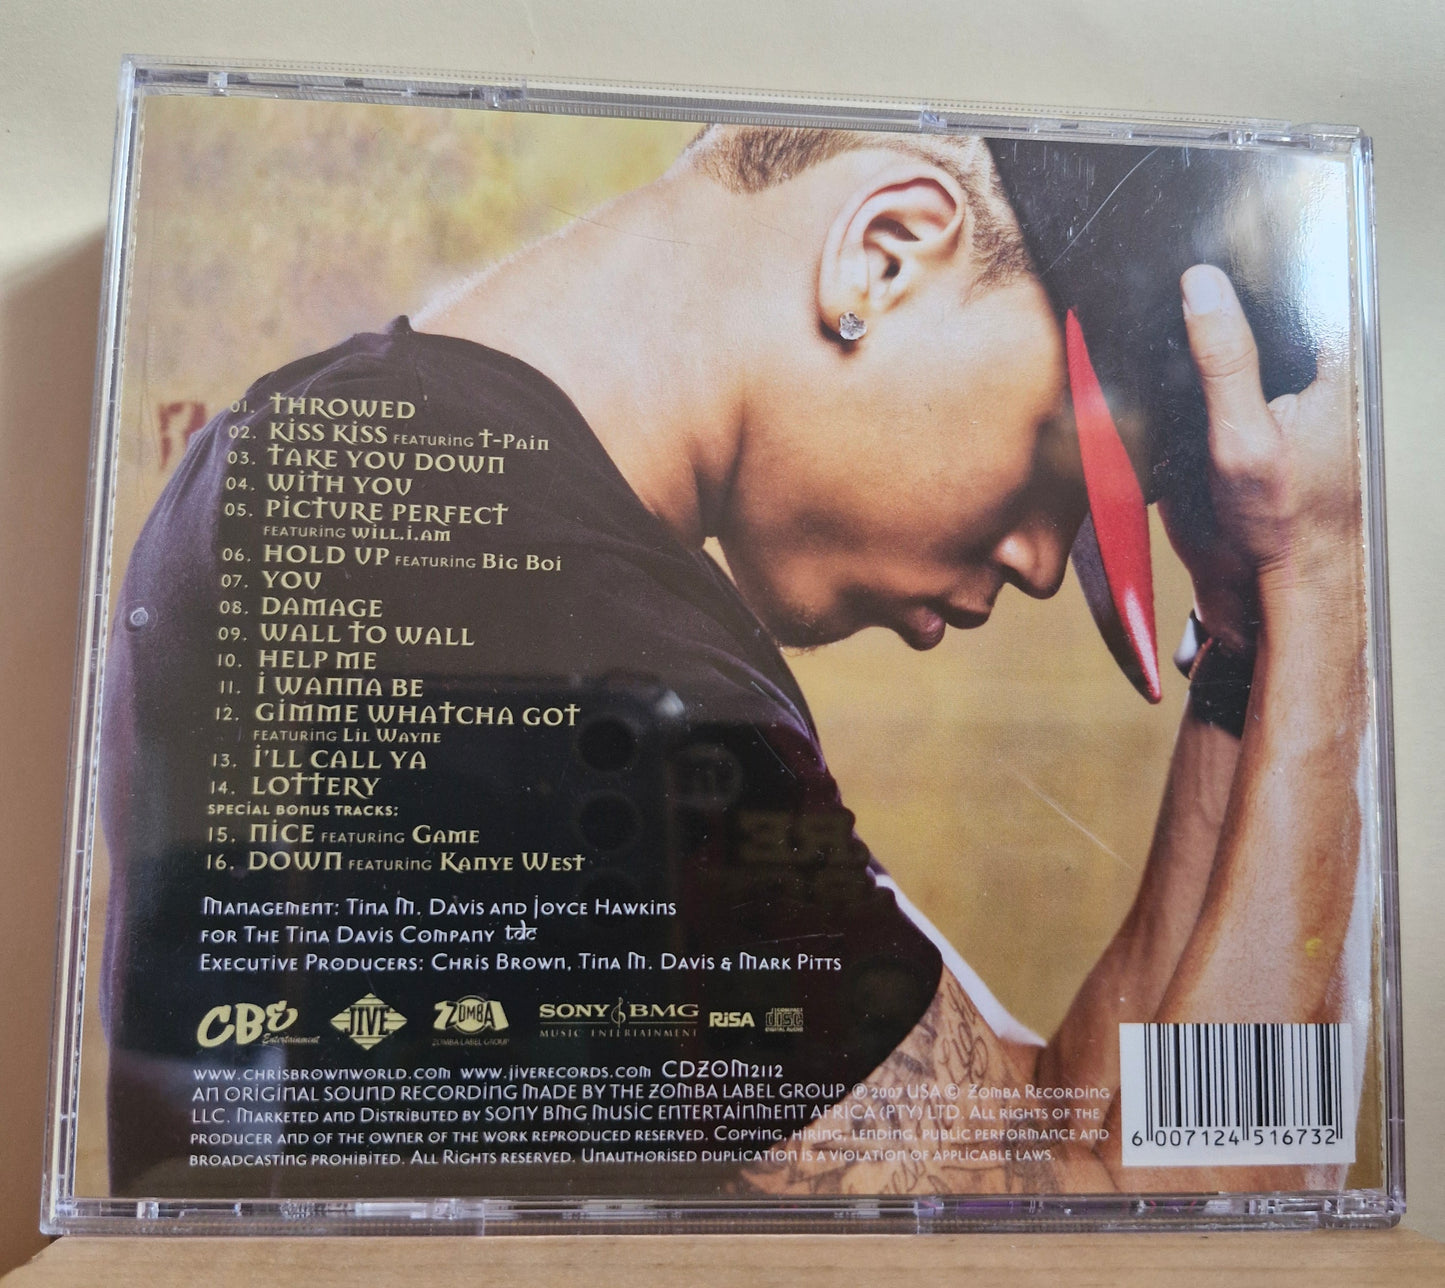 01. THROWED
02. KISS KISS FEATURING T-PAIN
03. TAKE YOU DOWN
04. WITH YOU
05. PICTURE PERFECT
FEATURING WILL.I.AM
06. HOLD UP FEATURING BIG BOI
07. YOU
08. DAMAGE
09. WALL TO WALL
10. HELP ME
11. I WANNA BE
12. GIMME WHATCHA GOT
FEATURING LIL WAYNE
13. I'LL CALL YA
14. LOTTERY
SPECIAL BONUS TRACKS:
15. NICE FEATURING GAME
16. DOWN FEATURING KANYE WEST
MANAGEMENT: TINA M. DAVIS AND JOYCE HAWKINS
FOR THE TINA DAVIS COMPANY tdc
EXECUTIVE PRODUCERS: CHRIS BROWN, TINA M. DAVIS & MARK PITTS
CBE Entertainment JIVE ZOMBA ZOMBA LABEL GROUP SONY BMG MUSIC ENTERTAINMENT RiSA COMPACT disc DIGITAL AUDIO
WWW.CHRISBROWNWORLD.COM WWW.JIVERECORDS.COM CDZOM2112
AN ORIGINAL SOUND RECORDING MADE BY THE ZOMBA LABEL GROUP ℗ 2007 USA © ZOMBA RECORDING
LLC. MARKETED AND DISTRIBUTED BY SONY BMG MUSIC ENTERTAINMENT AFRICA (PTY) LTD. ALL RIGHTS OF THE
PRODUCER AND OF THE OWNER OF THE WORK REPRODUCED RESERVED. COPYING, HIRING, LENDING, PUBLIC PERFORMANCE AND
BROADCASTING PROHIBITED. ALL RIGHTS RESERVED. UNAUTHORISED DUPLICATION IS A VIOLATION OF APPLICABLE LAWS.
6 007124 516732